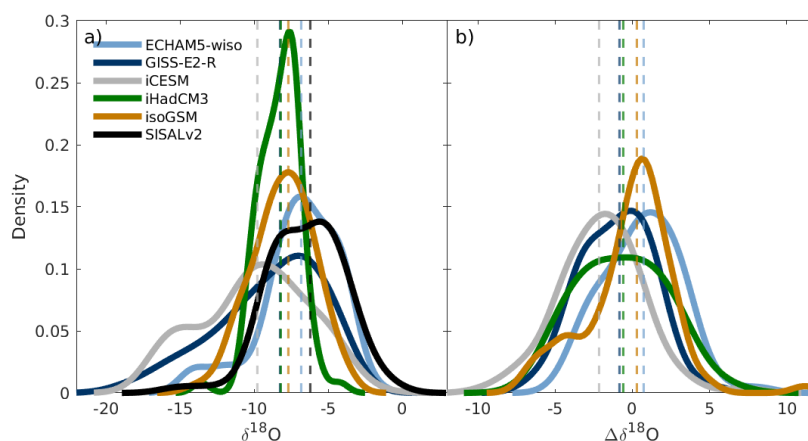 a)
ECHAM5-wiso
GISS-E2-R
iCESM
iHadCM3
isoGSM
SISALv2
b)
Density
0.3
0.25
0.2
0.15
0.1
0.05
0
-20 -15 -10 -5 0
δ¹⁸O
-10 -5 0 5 10
Δδ¹⁸O